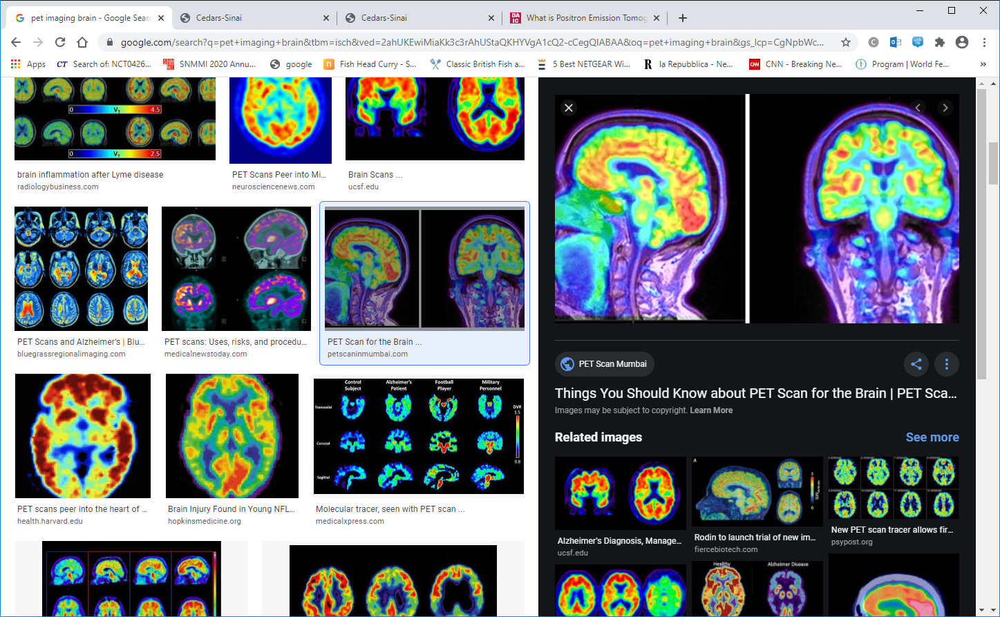 pet imaging brain - Google Sear
Cedars-Sinai
Cedars-Sinai
What is Positron Emission Tomog
google.com/search?q=pet+imaging+brain&tbm=isch&ved=2ahUKEwiMiaKk3c3rAhUStaQKHYVgA1cQ2-cCegQIABAA&oq=pet+imaging+brain&gs_lcp=CgNpbWc...
Apps
CT Search of: NCT0426...
SNMMI 2020 Annu...
google
Fish Head Curry - S...
Classic British Fish a...
5 Best NETGEAR Wi...
R la Repubblica - Ne...
CNN - Breaking Ne...
Program | World Fe...
»
0 VT 4.5
0 VT 2.5
brain inflammation after Lyme disease
radiologybusiness.com
PET Scans Peer into Mi...
neurosciencenews.com
Brain Scans ...
ucsf.edu
PET Scans and Alzheimer's | Blu...
bluegrassregionalimaging.com
PET scans: Uses, risks, and procedu...
medicalnewstoday.com
PET Scan for the Brain ...
petscaninmumbai.com
PET scans peer into the heart of ...
health.harvard.edu
Brain Injury Found in Young NFL...
hopkinsmedicine.org
Control Subject
Alzheimer's Patient
Football Player
Military Personnel
Transaxial
Coronal
Sagittal
DVR
1.5
0.8
Molecular tracer, seen with PET scan ...
medicalxpress.com
PET Scan Mumbai
Things You Should Know about PET Scan for the Brain | PET Sca...
Images may be subject to copyright. Learn More
Related images
See more
Alzheimer's Diagnosis, Manage...
ucsf.edu
A
Rodin to launch trial of new im...
fiercebiotech.com
New PET scan tracer allows fir...
psypost.org
Healthy
Alzheimer Disease